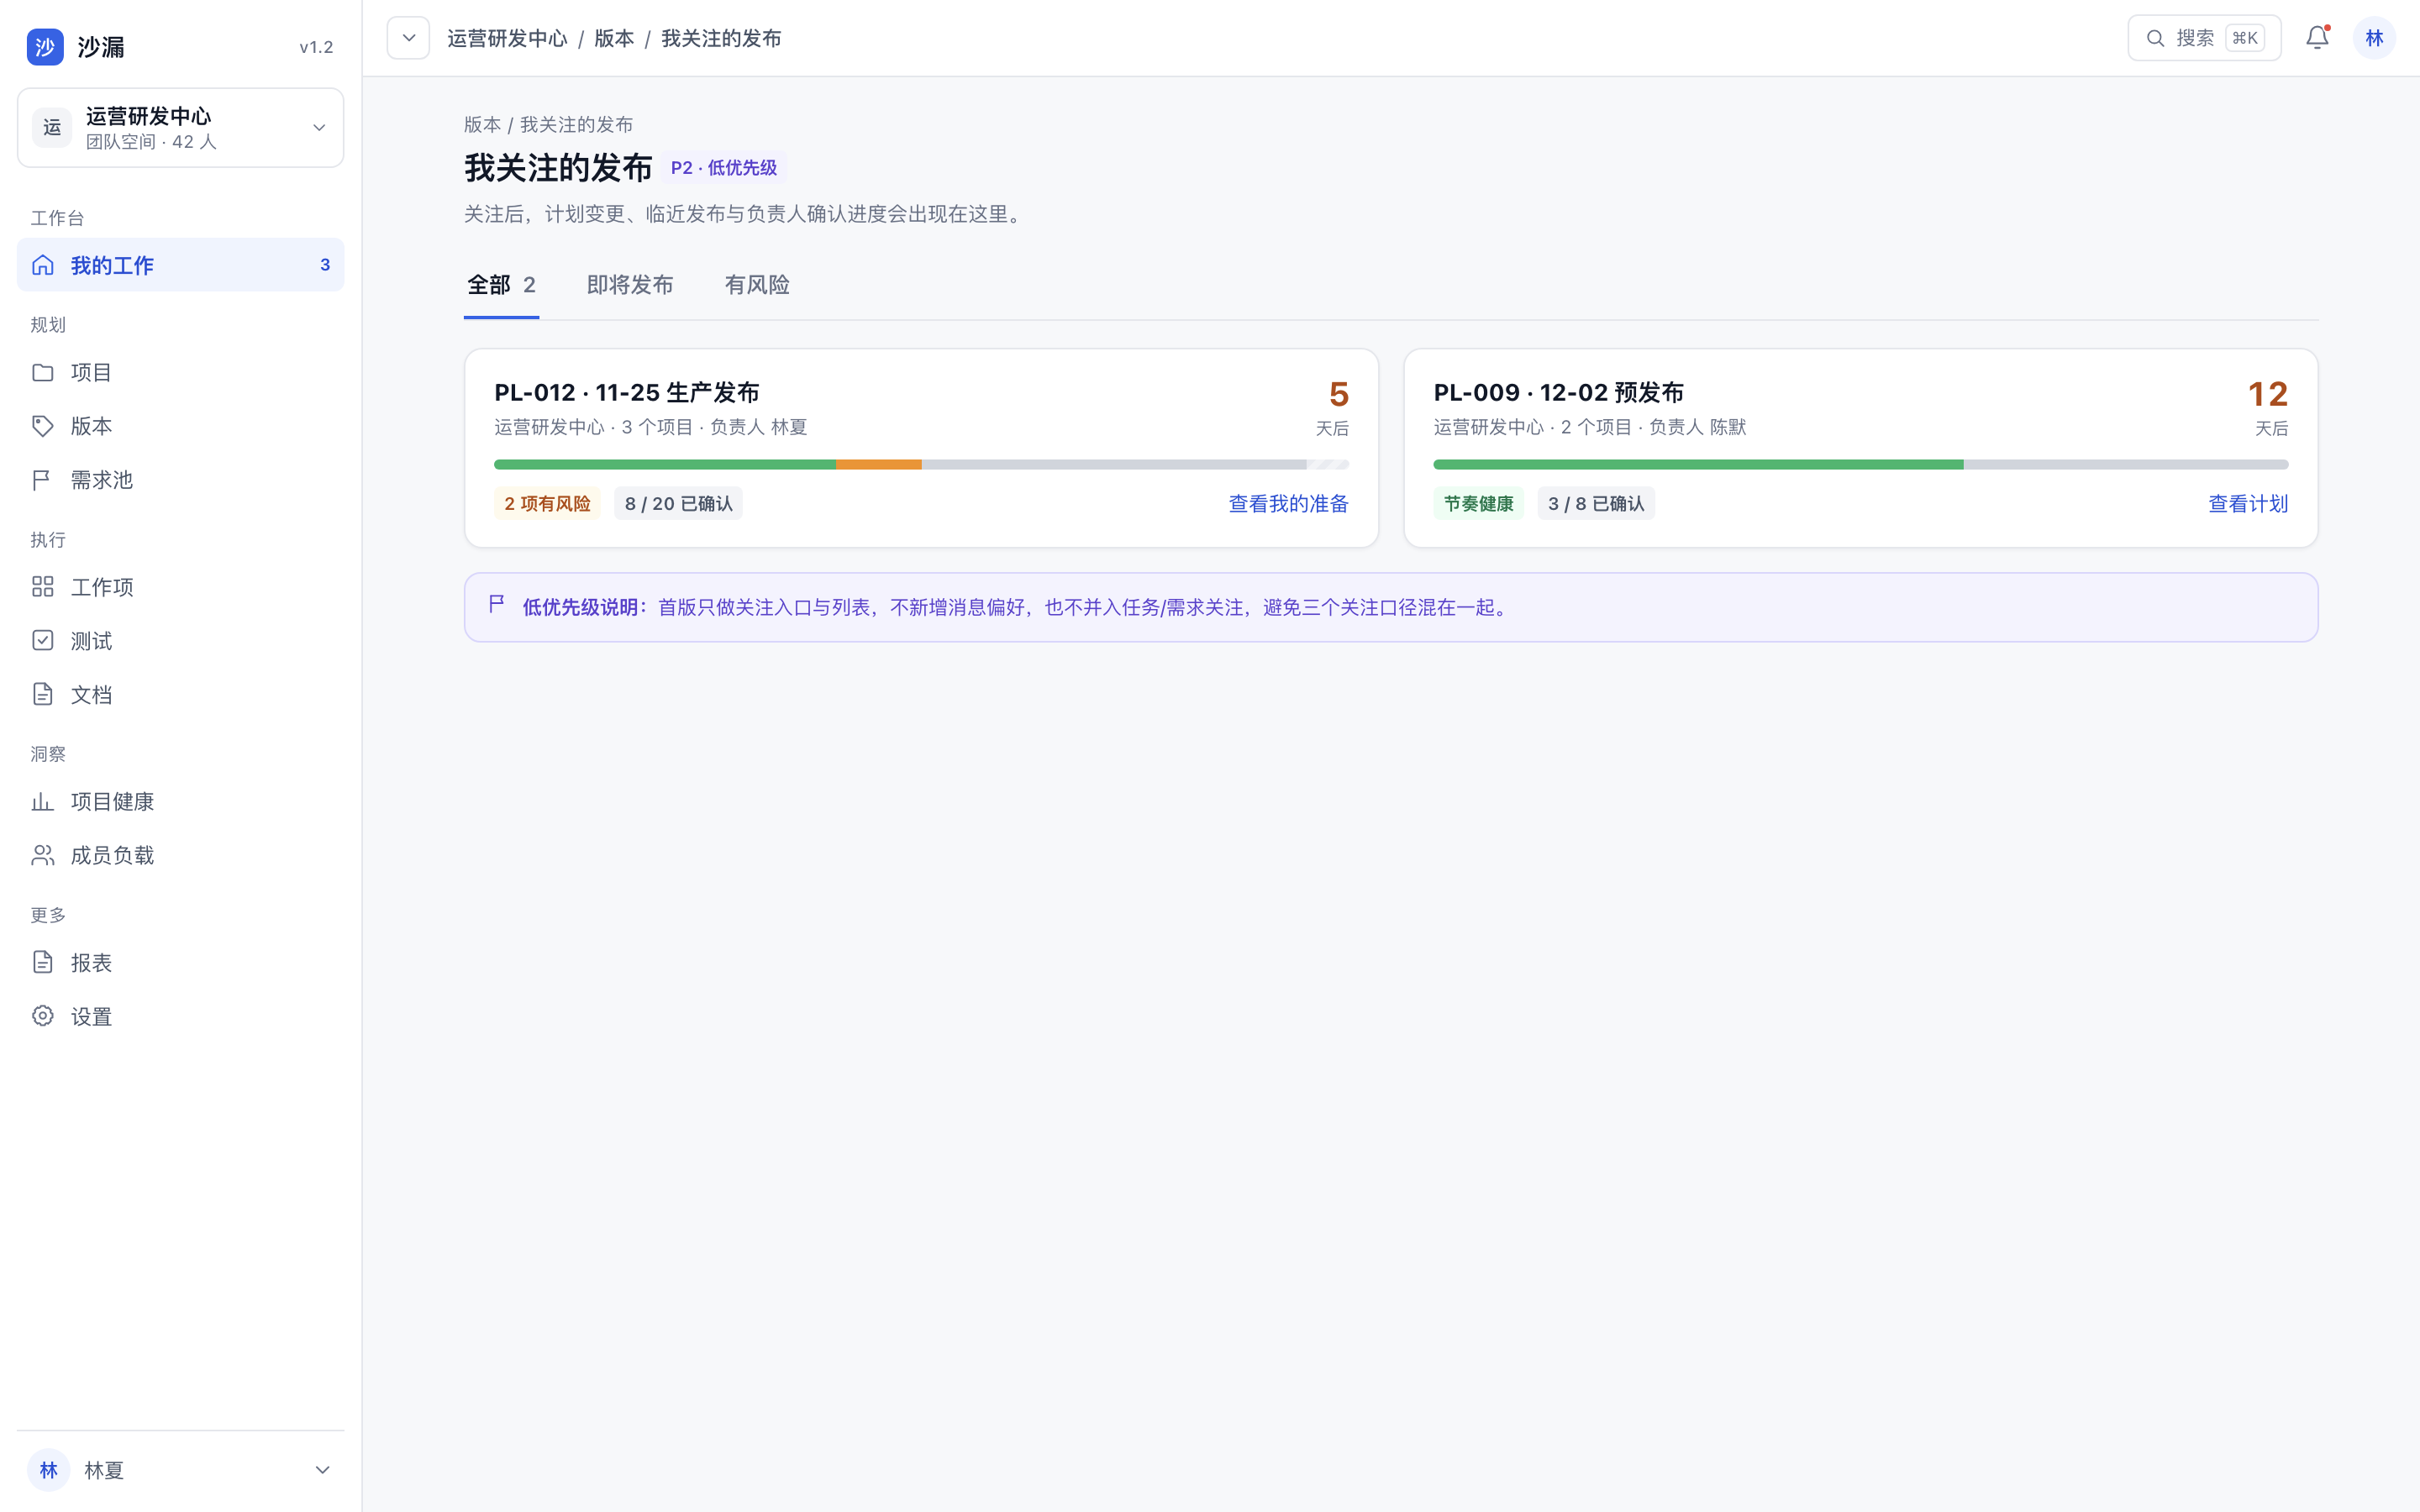 沙 沙漏 v1.2
运 运营研发中心
团队空间 · 42 人
工作台
我的工作 3
规划
项目
版本
需求池
执行
工作项
测试
文档
洞察
项目健康
成员负载
更多
报表
设置
林 林夏
运营研发中心 / 版本 / 我关注的发布
搜索 ⌘K 林
版本 / 我关注的发布
我关注的发布 P2 · 低优先级
关注后，计划变更、临近发布与负责人确认进度会出现在这里。
全部 2 即将发布 有风险
PL-012 · 11-25 生产发布 5
运营研发中心 · 3 个项目 · 负责人 林夏 天后
2 项有风险 8 / 20 已确认 查看我的准备
PL-009 · 12-02 预发布 12
运营研发中心 · 2 个项目 · 负责人 陈默 天后
节奏健康 3 / 8 已确认 查看计划
低优先级说明：首版只做关注入口与列表，不新增消息偏好，也不并入任务/需求关注，避免三个关注口径混在一起。